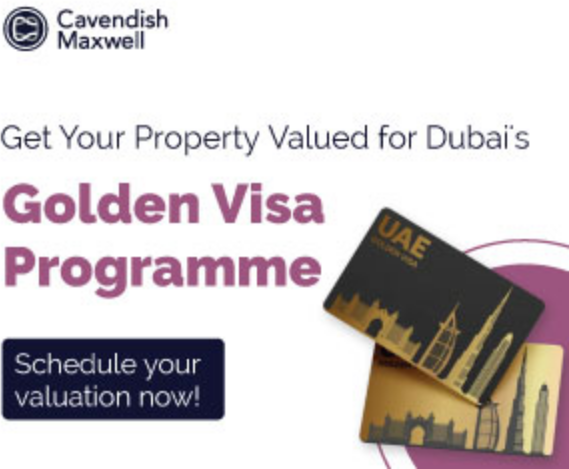 Cavendish
Maxwell
Get Your Property Valued for Dubai's
Golden Visa
Programme
UAE
GOLDEN VISA
Schedule your
valuation now!